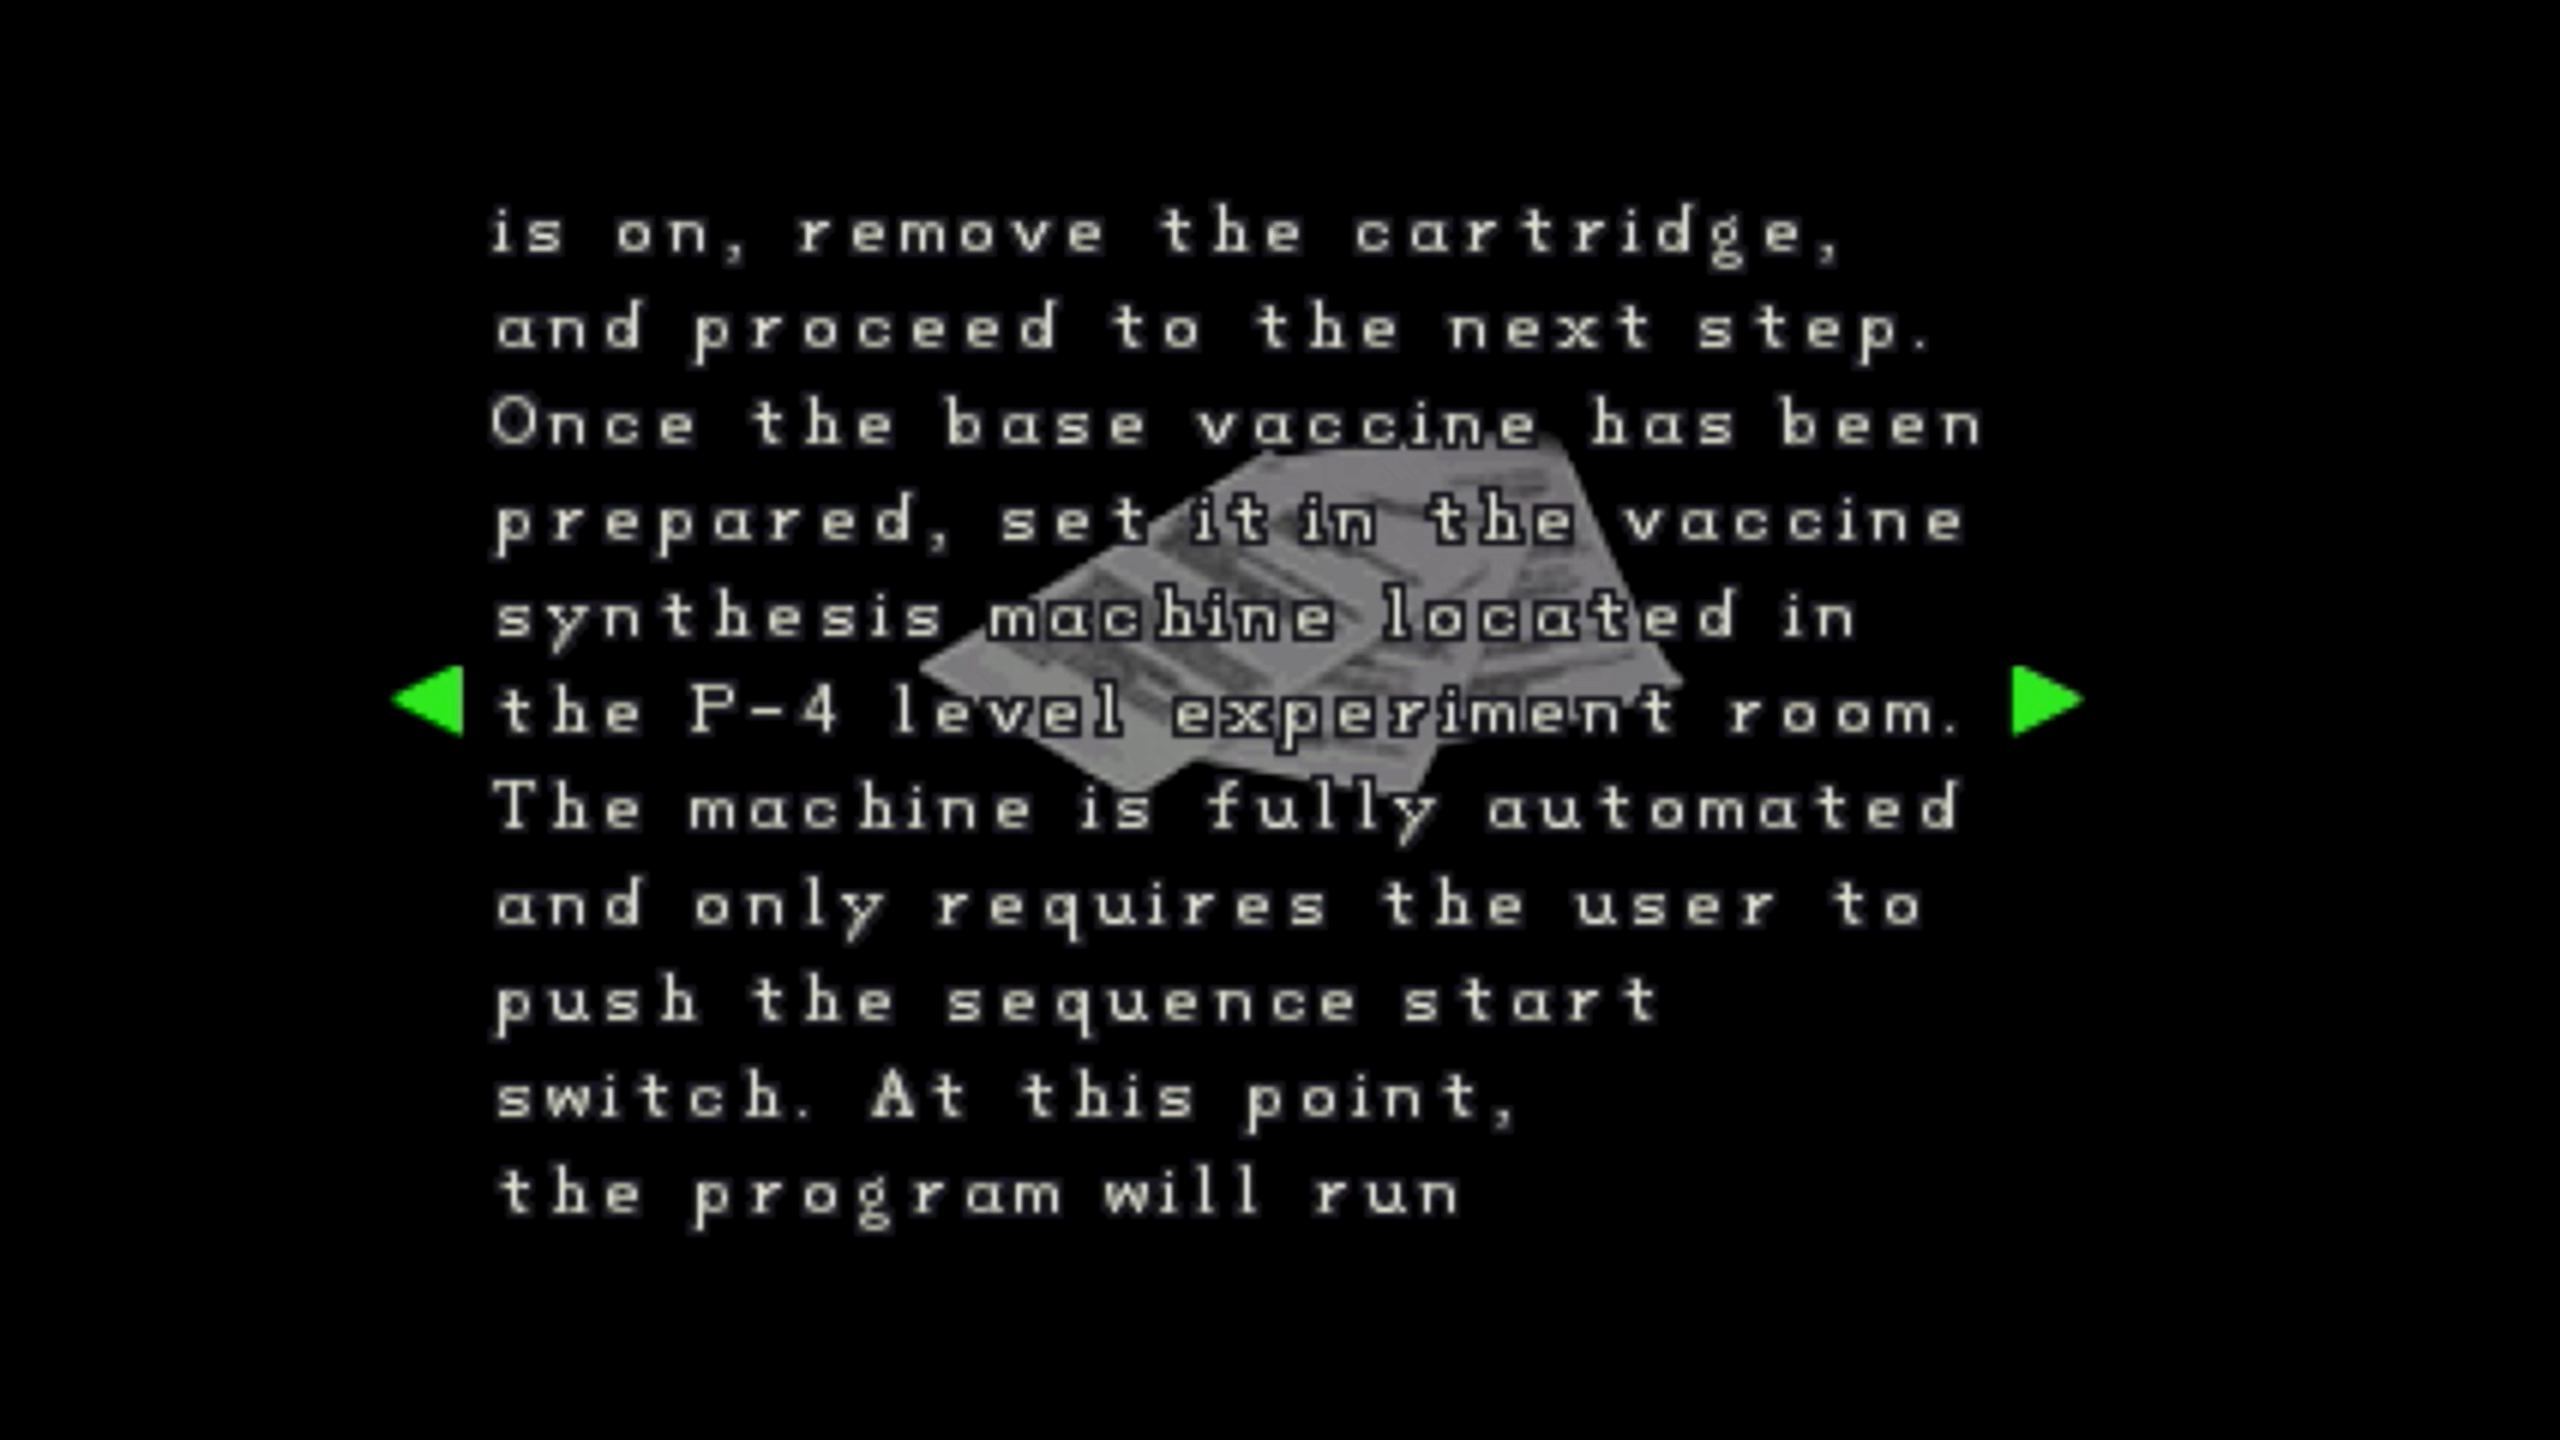 is on, remove the cartridge,
and proceed to the next step.
Once the base vaccine has been
prepared, set it in the vaccine
synthesis machine located in
the P-4 level experiment room.
The machine is fully automated
and only requires the user to
push the sequence start
switch. At this point,
the program will run